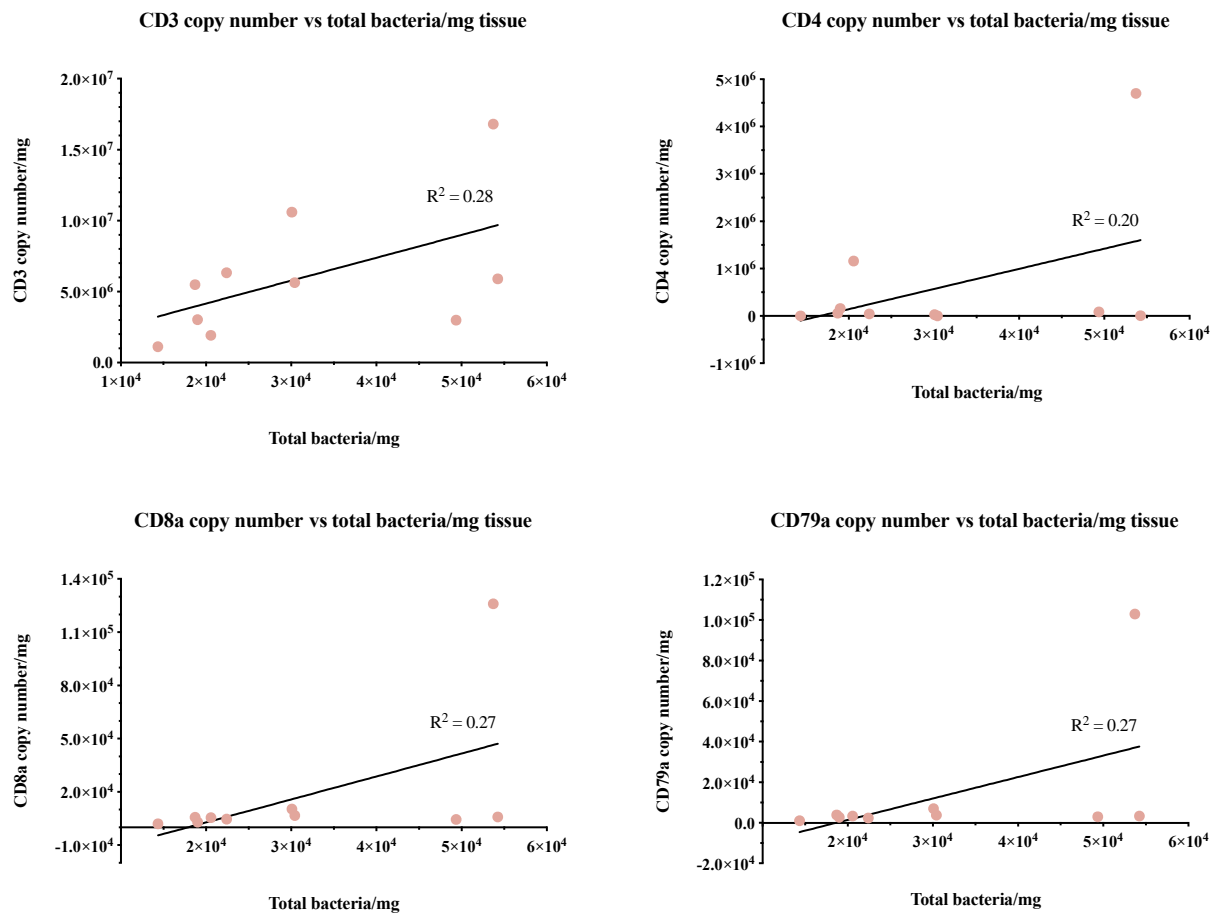 CD3 copy number vs total bacteria/mg tissue
2.0×10⁷
1.5×10⁷
1.0×10⁷
5.0×10⁶
0.0
CD3 copy number/mg
R² = 0.28
1×10⁴ 2×10⁴ 3×10⁴ 4×10⁴ 5×10⁴ 6×10⁴
Total bacteria/mg
CD4 copy number vs total bacteria/mg tissue
5×10⁶
4×10⁶
3×10⁶
2×10⁶
1×10⁶
0
-1×10⁶
CD4 copy number/mg
R² = 0.20
2×10⁴ 3×10⁴ 4×10⁴ 5×10⁴ 6×10⁴
Total bacteria/mg
CD8a copy number vs total bacteria/mg tissue
1.4×10⁵
1.1×10⁵
8.0×10⁴
5.0×10⁴
2.0×10⁴
-1.0×10⁴
CD8a copy number/mg
R² = 0.27
2×10⁴ 3×10⁴ 4×10⁴ 5×10⁴ 6×10⁴
Total bacteria/mg
CD79a copy number vs total bacteria/mg tissue
1.2×10⁵
1.0×10⁵
8.0×10⁴
6.0×10⁴
4.0×10⁴
2.0×10⁴
0.0
-2.0×10⁴
CD79a copy number/mg
R² = 0.27
2×10⁴ 3×10⁴ 4×10⁴ 5×10⁴ 6×10⁴
Total bacteria/mg